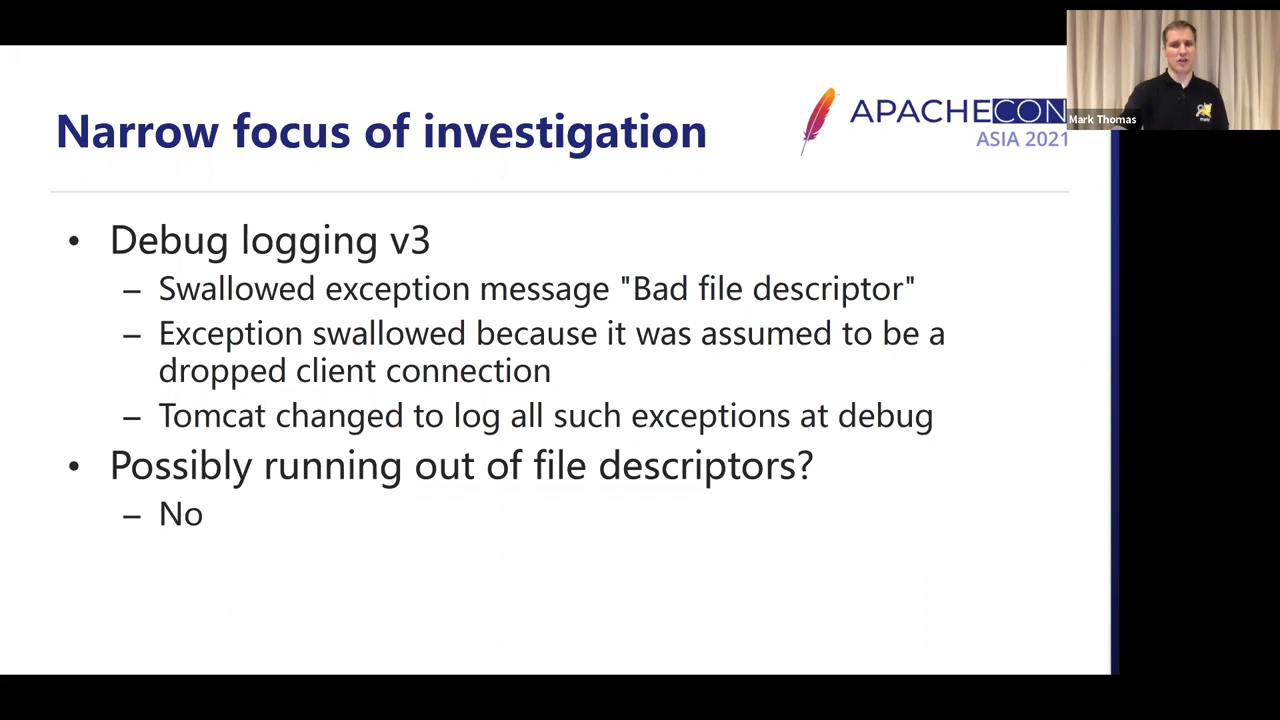 Narrow focus of investigation
APACHECON
ASIA 2021
Mark Thomas
• Debug logging v3
– Swallowed exception message "Bad file descriptor"
– Exception swallowed because it was assumed to be a
dropped client connection
– Tomcat changed to log all such exceptions at debug
• Possibly running out of file descriptors?
– No